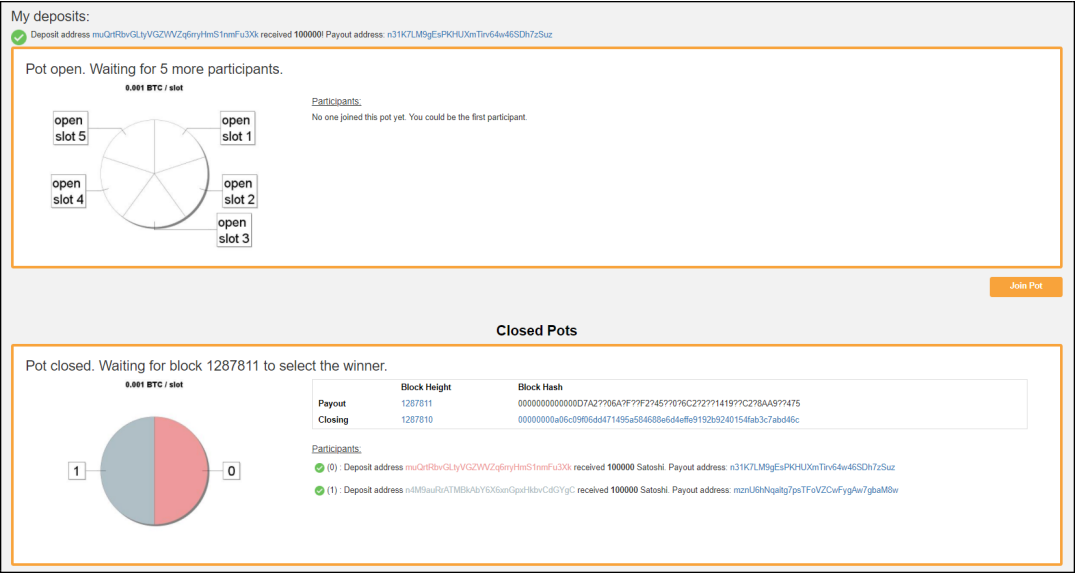 My deposits:
Deposit address muQrtRbvGLtyVGZWVZq6rryHmS1nmFu3Xk received 100000! Payout address: n31K7LM9gEsPKHUXmTirv64w46SDh7zSuz
Pot open. Waiting for 5 more participants.
0.001 BTC / slot
Participants:
No one joined this pot yet. You could be the first participant.
open
slot 5
open
slot 1
open
slot 4
open
slot 2
open
slot 3
Join Pot
Closed Pots
Pot closed. Waiting for block 1287811 to select the winner.
0.001 BTC / slot
Block Height Block Hash
Payout 1287811 0000000000000D7A2??06A?F??F2?45??0?6C2?2??1419??C2?8AA9??475
Closing 1287810 00000000a06c09f06dd471495a584688e6d4effe9192b9240154fab3c7abd46c
Participants:
(0) : Deposit address muQrtRbvGLtyVGZWVZq6rryHmS1nmFu3Xk received 100000 Satoshi. Payout address: n31K7LM9gEsPKHUXmTirv64w46SDh7zSuz
(1) : Deposit address n4M9auRrATMBkAbY6X6xnGpxHkbvCdGYgC received 100000 Satoshi. Payout address: mznU6hNqaitg7psTFoVZCwFygAw7gbaM8w
1
0